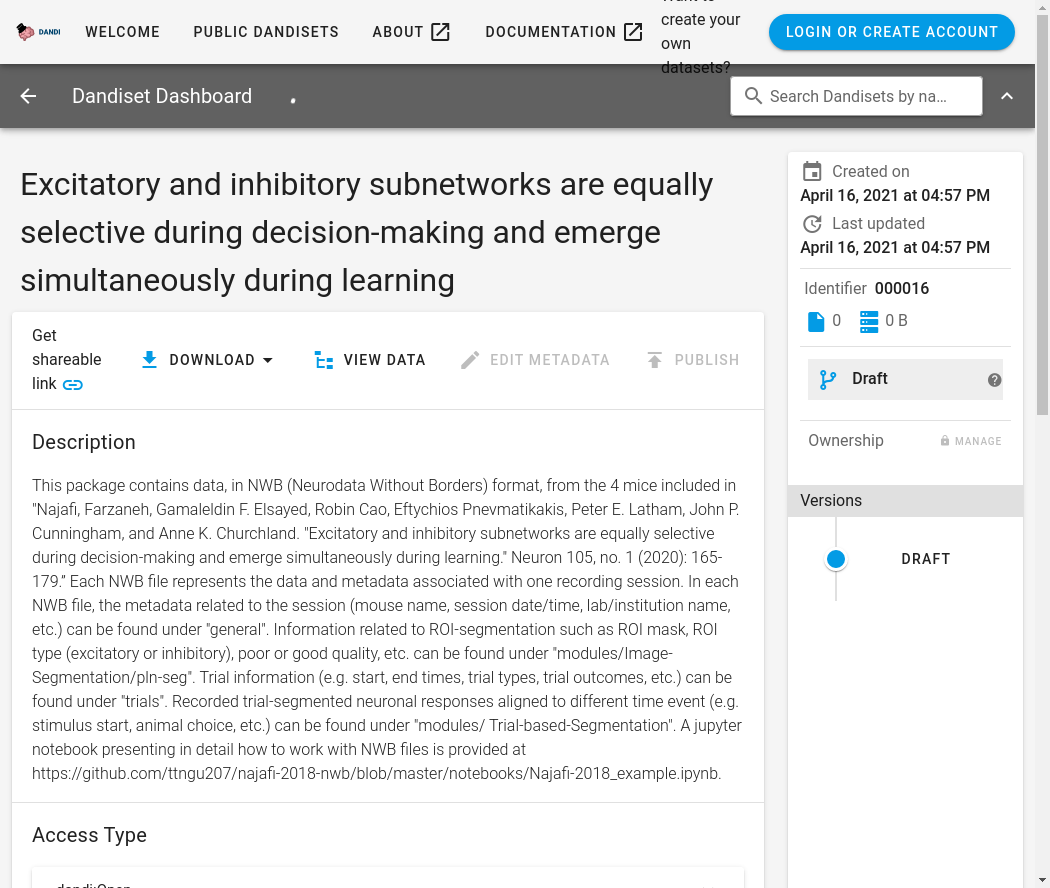 DANDI
WELCOME
PUBLIC DANDISETS
ABOUT
DOCUMENTATION
create your
own
datasets?
LOGIN OR CREATE ACCOUNT
Dandiset Dashboard
Search Dandisets by na...
Excitatory and inhibitory subnetworks are equally
selective during decision-making and emerge
simultaneously during learning
Get
shareable
link
DOWNLOAD
VIEW DATA
EDIT METADATA
PUBLISH
Description
This package contains data, in NWB (Neurodata Without Borders) format, from the 4 mice included in
"Najafi, Farzaneh, Gamaleldin F. Elsayed, Robin Cao, Eftychios Pnevmatikakis, Peter E. Latham, John P.
Cunningham, and Anne K. Churchland. "Excitatory and inhibitory subnetworks are equally selective
during decision-making and emerge simultaneously during learning." Neuron 105, no. 1 (2020): 165-
179.” Each NWB file represents the data and metadata associated with one recording session. In each
NWB file, the metadata related to the session (mouse name, session date/time, lab/institution name,
etc.) can be found under "general". Information related to ROI-segmentation such as ROI mask, ROI
type (excitatory or inhibitory), poor or good quality, etc. can be found under "modules/Image-
Segmentation/pln-seg". Trial information (e.g. start, end times, trial types, trial outcomes, etc.) can be
found under "trials". Recorded trial-segmented neuronal responses aligned to different time event (e.g.
stimulus start, animal choice, etc.) can be found under "modules/ Trial-based-Segmentation". A jupyter
notebook presenting in detail how to work with NWB files is provided at
https://github.com/ttngu207/najafi-2018-nwb/blob/master/notebooks/Najafi-2018_example.ipynb.
Access Type
Created on
April 16, 2021 at 04:57 PM
Last updated
April 16, 2021 at 04:57 PM
Identifier 000016
0
0 B
Draft
Ownership
MANAGE
Versions
DRAFT